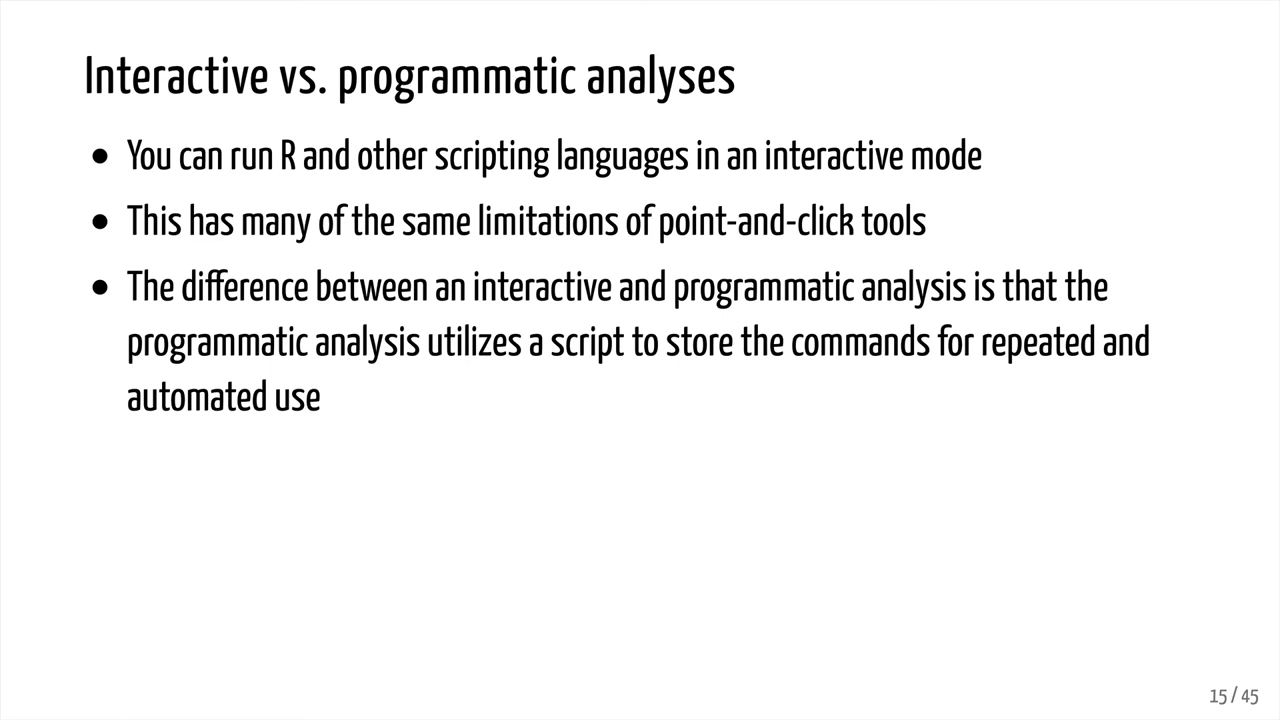 Interactive vs. programmatic analyses
• You can run R and other scripting languages in an interactive mode
• This has many of the same limitations of point-and-click tools
• The difference between an interactive and programmatic analysis is that the
programmatic analysis utilizes a script to store the commands for repeated and
automated use
15 / 45